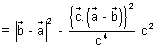 = |b⃗ - a⃗|² - {c⃗.(a⃗ - b⃗)}² / c⁴ c²